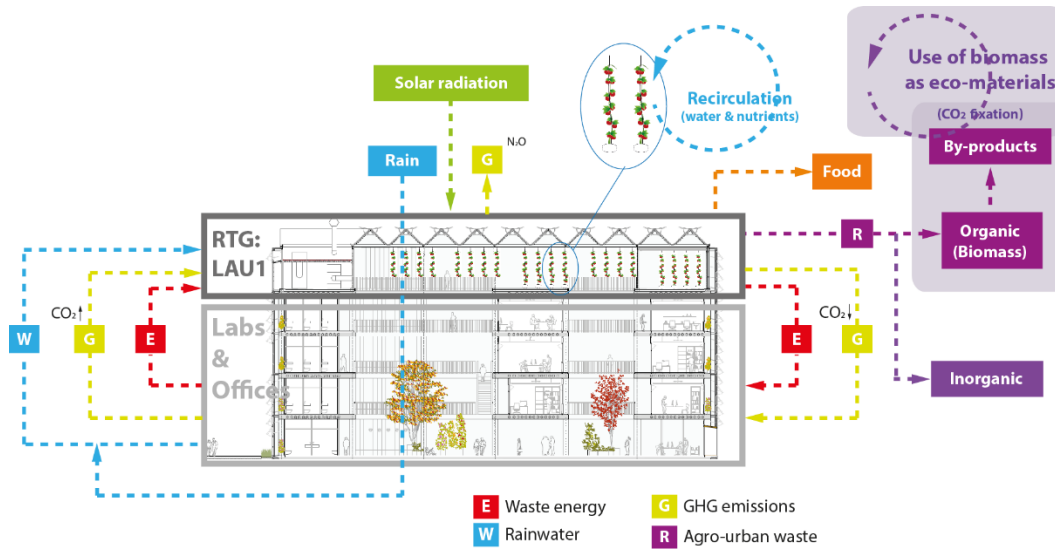 Solar radiation
Recirculation
(water & nutrients)
Use of biomass
as eco-materials
(CO₂ fixation)
By-products
Rain
G
N₂O
Food
RTG:
LAU1
R
Organic
(Biomass)
CO₂
W
G
E
Labs
&
Offices
CO₂
E
G
Inorganic
E Waste energy
G GHG emissions
W Rainwater
R Agro-urban waste